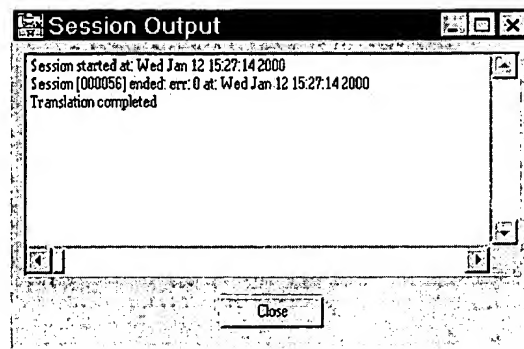 Session Output
Session started at: Wed Jan 12 15:27:14 2000
Session [000056] ended: err: 0 at: Wed Jan 12 15:27:14 2000
Translation completed
Close